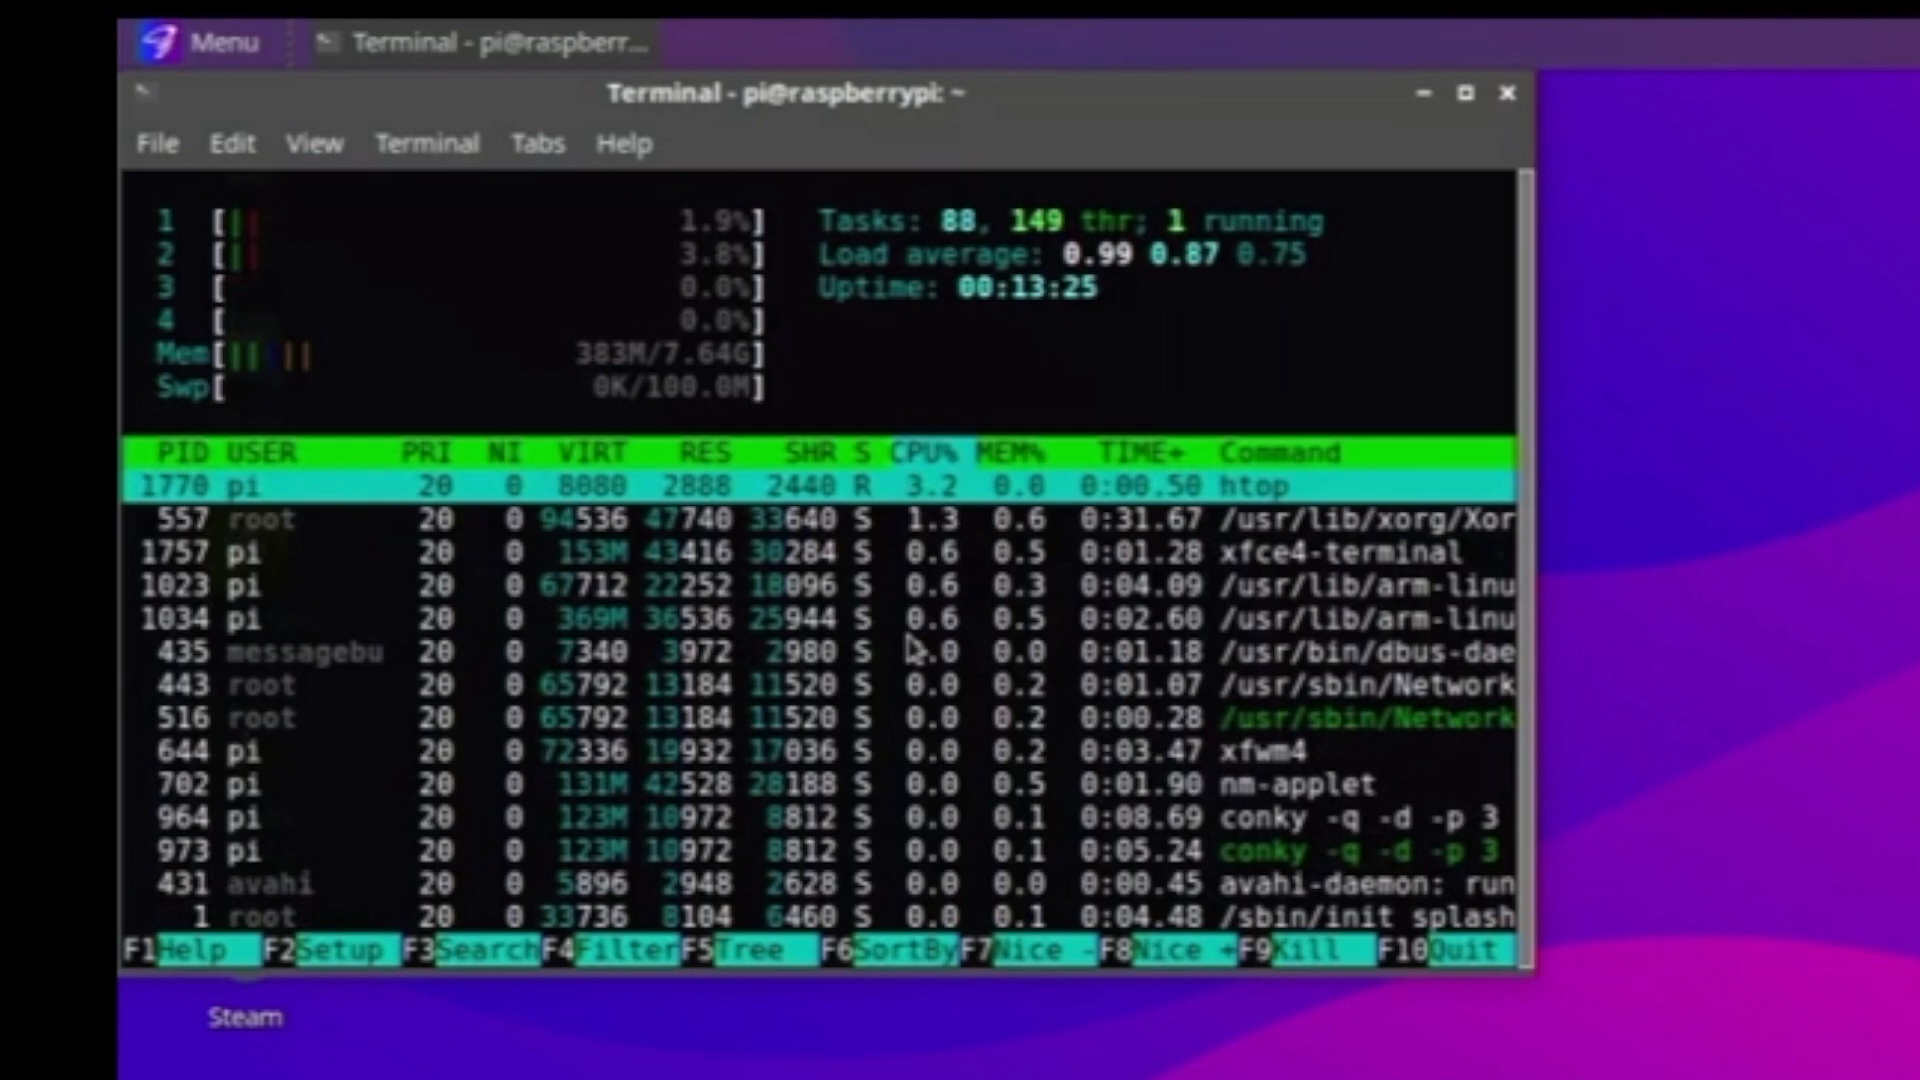 Menu
Terminal - pi@raspberr...
Terminal - pi@raspberrypi: ~
File Edit View Terminal Tabs Help
1 [|| 1.9%] Tasks: 88, 149 thr; 1 running
2 [|| 3.8%] Load average: 0.99 0.87 0.75
3 [ 0.0%] Uptime: 00:13:25
4 [ 0.0%]
Mem[||||| 383M/7.64G]
Swp[ 0K/100.0M]
PID USER PRI NI VIRT RES SHR S CPU% MEM% TIME+ Command
1770 pi 20 0 8080 2888 2440 R 3.2 0.0 0:00.50 htop
557 root 20 0 94536 47740 33640 S 1.3 0.6 0:31.67 /usr/lib/xorg/Xor
1757 pi 20 0 153M 43416 30284 S 0.6 0.5 0:01.28 xfce4-terminal
1023 pi 20 0 67712 22252 18096 S 0.6 0.3 0:04.09 /usr/lib/arm-linu
1034 pi 20 0 369M 36536 25944 S 0.6 0.5 0:02.60 /usr/lib/arm-linu
435 messagebu 20 0 7340 3972 2980 S .0 0.0 0:01.18 /usr/bin/dbus-dae
443 root 20 0 65792 13184 11520 S 0.0 0.2 0:01.07 /usr/sbin/Network
516 root 20 0 65792 13184 11520 S 0.0 0.2 0:00.28 /usr/sbin/Network
644 pi 20 0 72336 19932 17036 S 0.0 0.2 0:03.47 xfwm4
702 pi 20 0 131M 42528 28188 S 0.0 0.5 0:01.90 nm-applet
964 pi 20 0 123M 10972 8812 S 0.0 0.1 0:08.69 conky -q -d -p 3
973 pi 20 0 123M 10972 8812 S 0.0 0.1 0:05.24 conky -q -d -p 3
431 avahi 20 0 5896 2948 2628 S 0.0 0.0 0:00.45 avahi-daemon: run
1 root 20 0 33736 8104 6460 S 0.0 0.1 0:04.48 /sbin/init splash
F1Help F2Setup F3SearchF4FilterF5Tree F6SortByF7Nice -F8Nice +F9Kill F10Quit
Steam